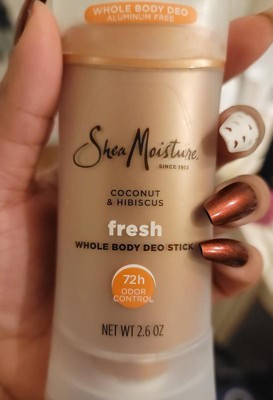 WHOLE BODY DEO
ALUMINUM FREE
SheaMoisture.
SINCE 1912
COCONUT
& HIBISCUS
fresh
WHOLE BODY DEO STICK
72h
ODOR
CONTROL
NET WT 2.6 OZ